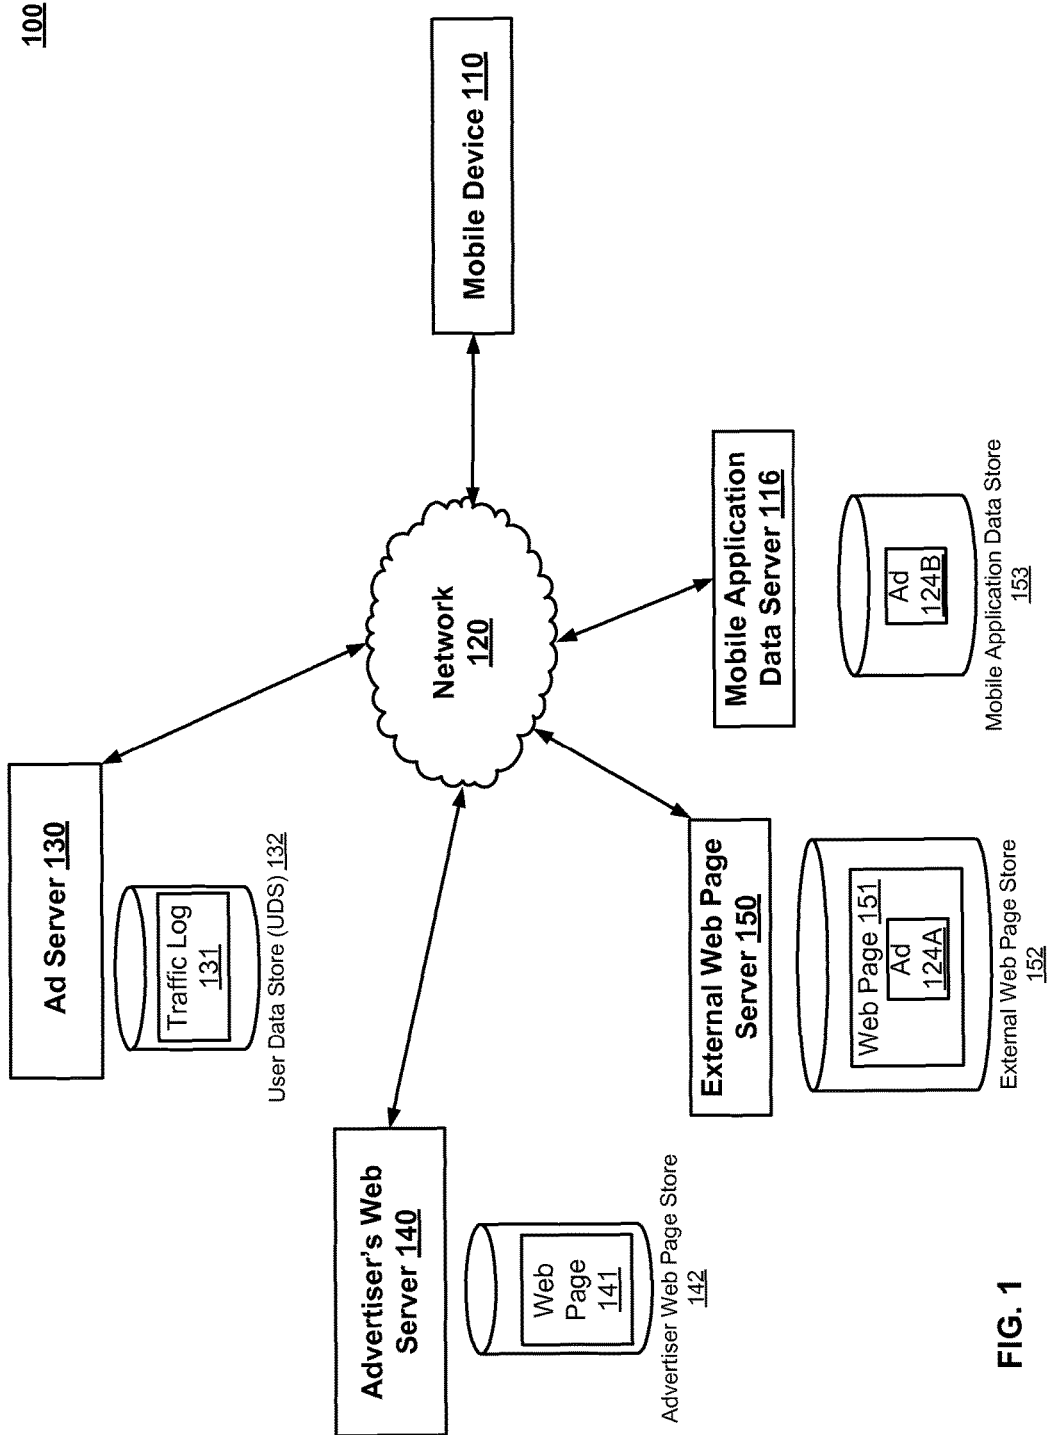 100
Ad Server 130
Traffic Log
131
User Data Store (UDS) 132
Advertiser's Web
Server 140
Web
Page
141
Advertiser Web Page Store
142
Network
120
Mobile Device 110
External Web Page
Server 150
Web Page 151
Ad
124A
External Web Page Store
152
Mobile Application
Data Server 116
Ad
124B
Mobile Application Data Store
153
FIG. 1